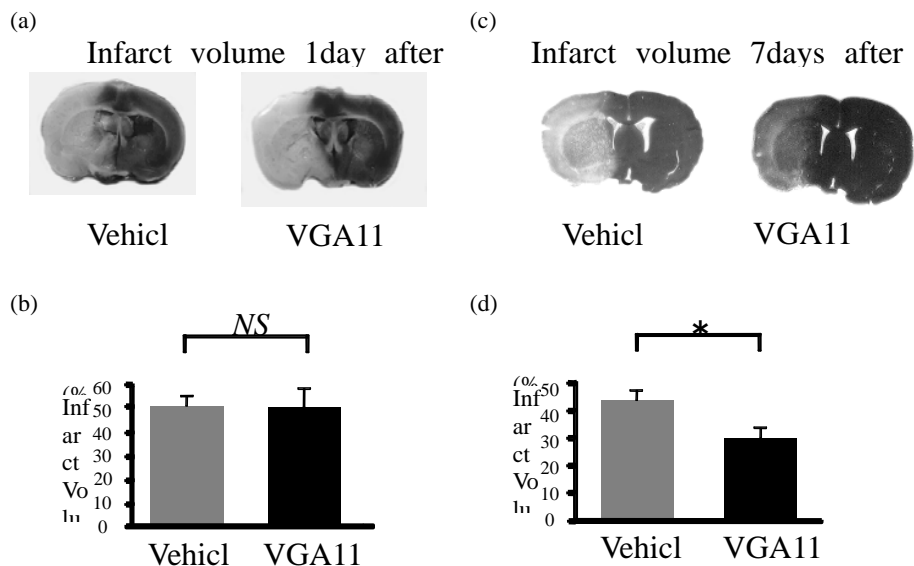 (a)
Infarct volume 1day after
Vehicl
VGA11
(c)
Infarct volume 7days after
Vehicl
VGA11
(b)
NS
(%
Inf
ar
ct
Vo
lu
60
50
40
30
20
10
0
Vehicl
VGA11
(d)
*
(%
Inf
ar
ct
Vo
lu
50
40
30
20
10
0
Vehicl
VGA11